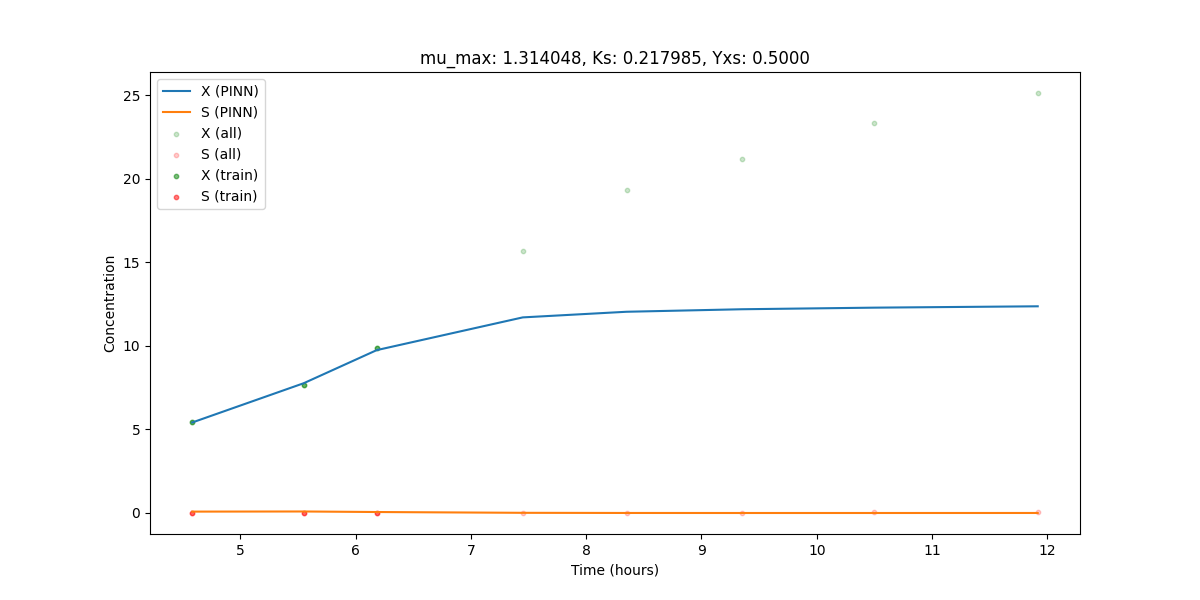 mu_max: 1.314048, Ks: 0.217985, Yxs: 0.5000
X (PINN)
S (PINN)
X (all)
S (all)
X (train)
S (train)
Concentration
25
20
15
10
5
0
5
6
7
8
9
10
11
12
Time (hours)